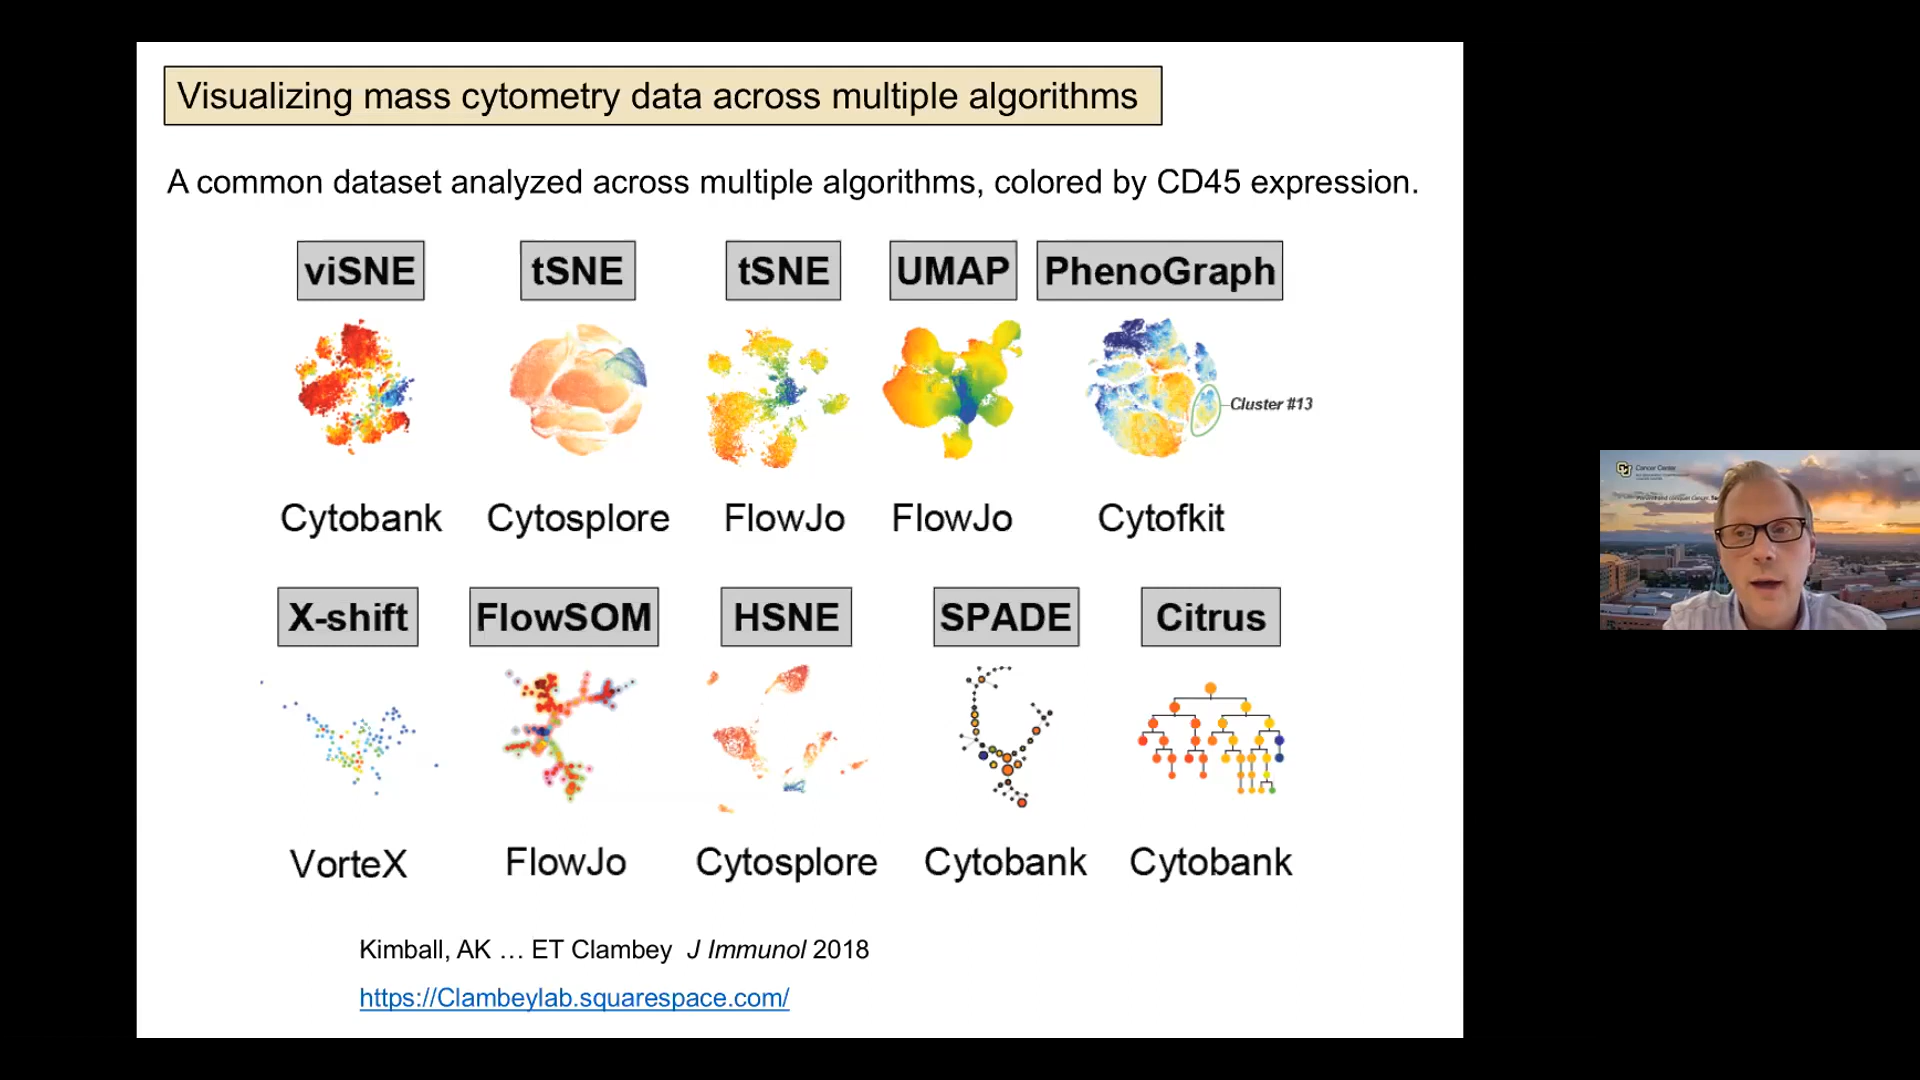 Visualizing mass cytometry data across multiple algorithms
A common dataset analyzed across multiple algorithms, colored by CD45 expression.
viSNE
tSNE
tSNE
UMAP
PhenoGraph
Cluster #13
Cytobank
Cytosplore
FlowJo
FlowJo
Cytofkit
X-shift
FlowSOM
HSNE
SPADE
Citrus
VorteX
FlowJo
Cytosplore
Cytobank
Cytobank
Kimball, AK … ET Clambey J Immunol 2018
https://Clambeylab.squarespace.com/
Cancer Center